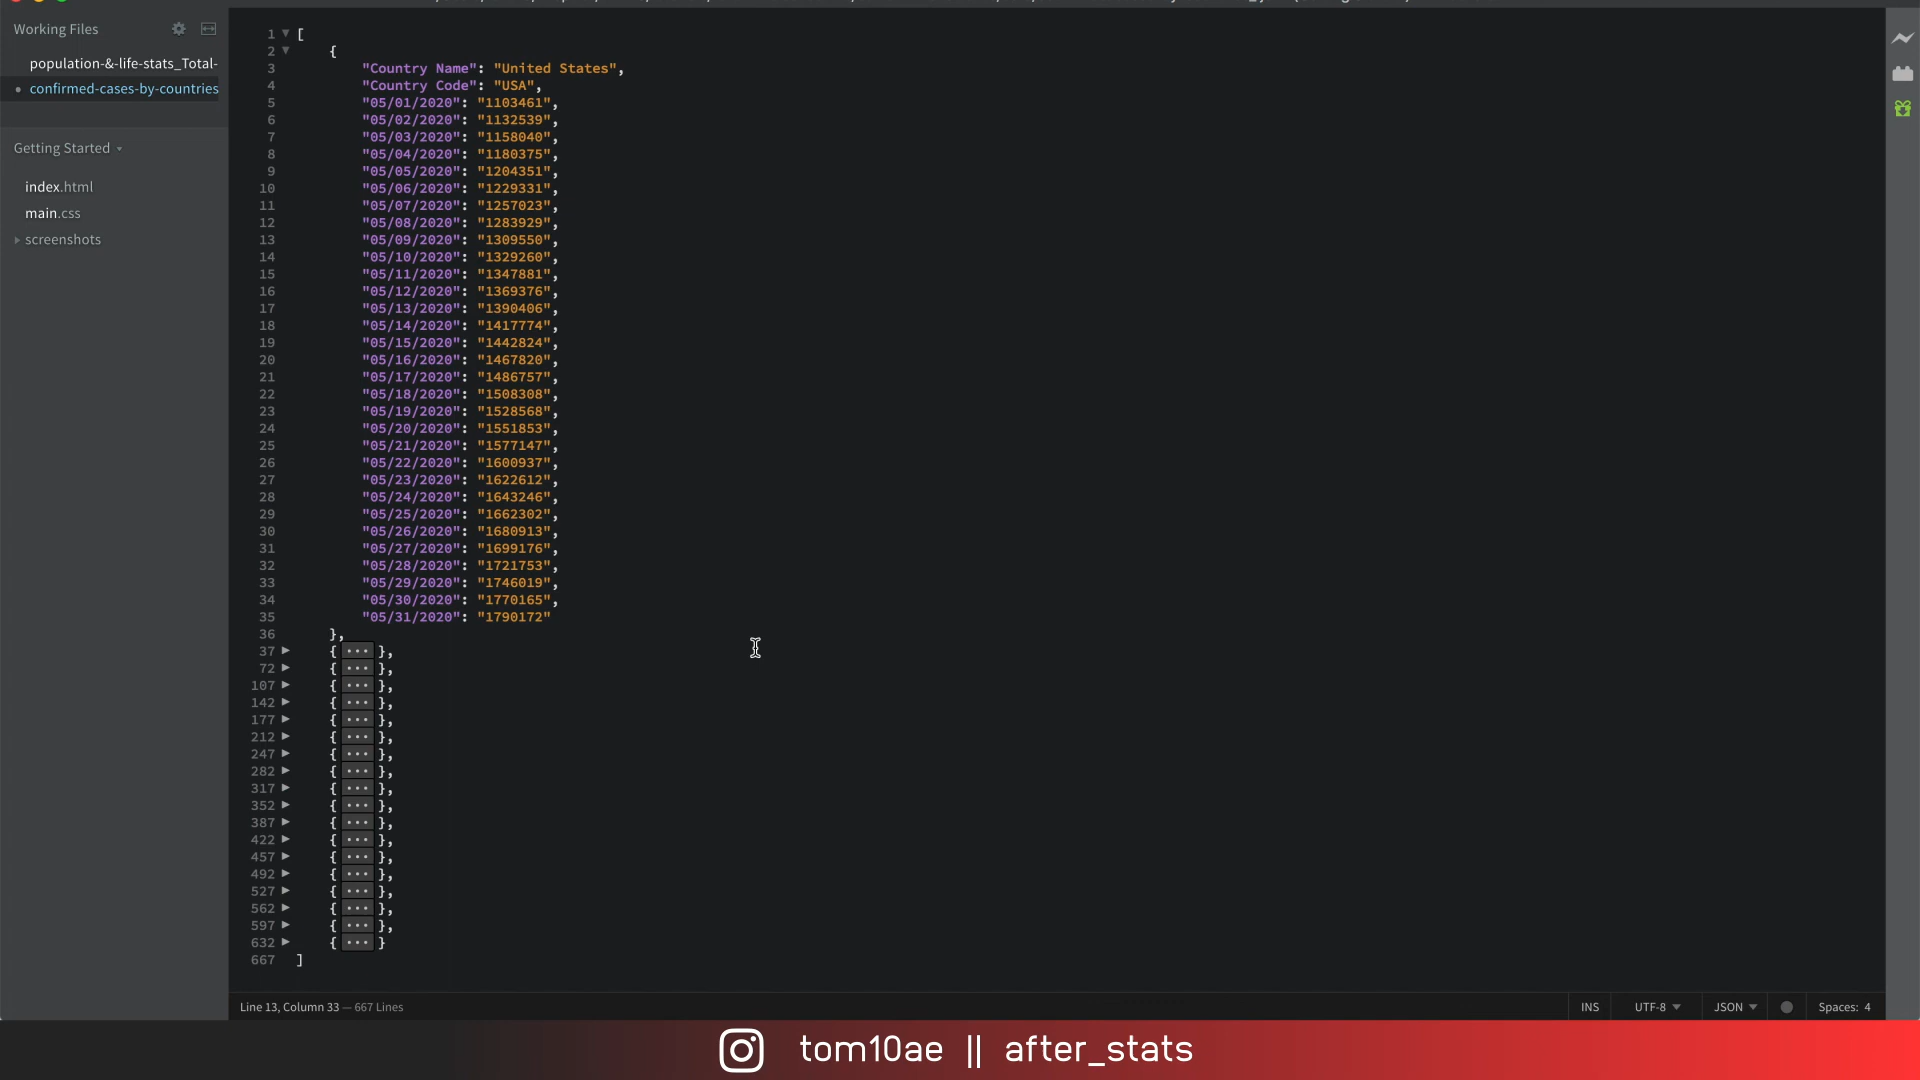 Working Files
population-&-life-stats_Total-
confirmed-cases-by-countries
Getting Started
index.html
main.css
screenshots
1 [
2 {
3 "Country Name": "United States",
4 "Country Code": "USA",
5 "05/01/2020": "1103461",
6 "05/02/2020": "1132539",
7 "05/03/2020": "1158040",
8 "05/04/2020": "1180375",
9 "05/05/2020": "1204351",
10 "05/06/2020": "1229331",
11 "05/07/2020": "1257023",
12 "05/08/2020": "1283929",
13 "05/09/2020": "1309550",
14 "05/10/2020": "1329260",
15 "05/11/2020": "1347881",
16 "05/12/2020": "1369376",
17 "05/13/2020": "1390406",
18 "05/14/2020": "1417774",
19 "05/15/2020": "1442824",
20 "05/16/2020": "1467820",
21 "05/17/2020": "1486757",
22 "05/18/2020": "1508308",
23 "05/19/2020": "1528568",
24 "05/20/2020": "1551853",
25 "05/21/2020": "1577147",
26 "05/22/2020": "1600937",
27 "05/23/2020": "1622612",
28 "05/24/2020": "1643246",
29 "05/25/2020": "1662302",
30 "05/26/2020": "1680913",
31 "05/27/2020": "1699176",
32 "05/28/2020": "1721753",
33 "05/29/2020": "1746019",
34 "05/30/2020": "1770165",
35 "05/31/2020": "1790172"
36 },
37 {...},
72 {...},
107 {...},
142 {...},
177 {...},
212 {...},
247 {...},
282 {...},
317 {...},
352 {...},
387 {...},
422 {...},
457 {...},
492 {...},
527 {...},
562 {...},
597 {...},
632 {...}
667 ]
Line 13, Column 33 — 667 Lines
INS UTF-8 JSON Spaces: 4
tom10ae || after_stats